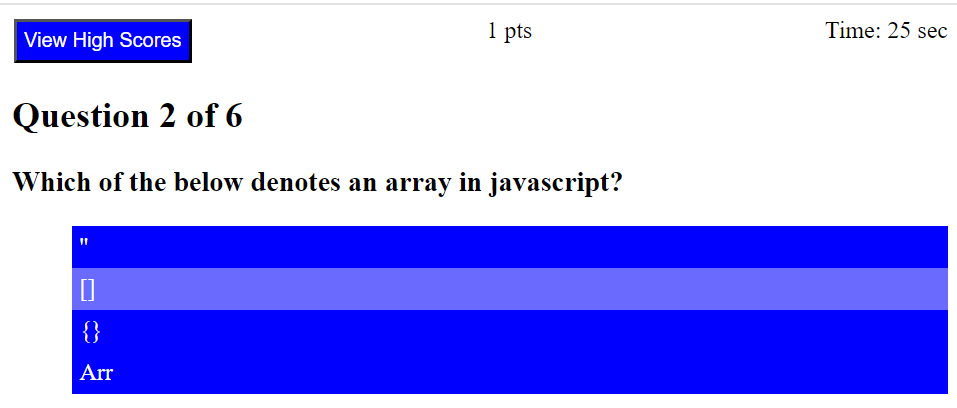 View High Scores 1 pts Time: 25 sec
Question 2 of 6
Which of the below denotes an array in javascript?
"
[]
{}
Arr